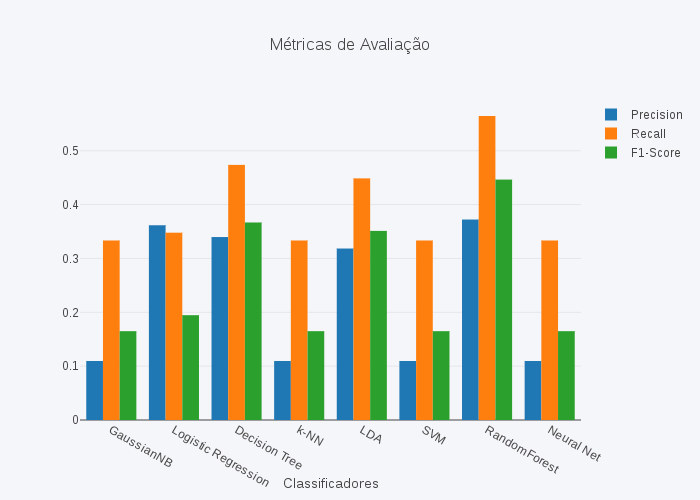 Métricas de Avaliação
Precision
Recall
F1-Score
0.5
0.4
0.3
0.2
0.1
0
GaussianNB
Logistic Regression
Decision Tree
k-NN
LDA
SVM
RandomForest
Neural Net
Classificadores